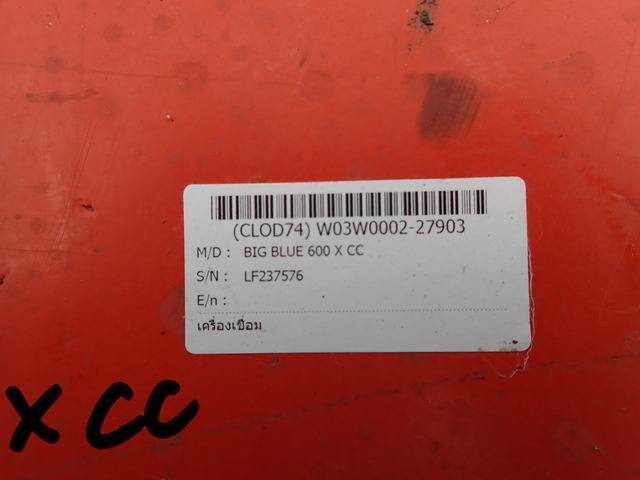 (CLOD74) W03W0002-27903
M/D : BIG BLUE 600 X CC
S/N : LF237576
E/n :
เครื่องเชื่อม
X CC